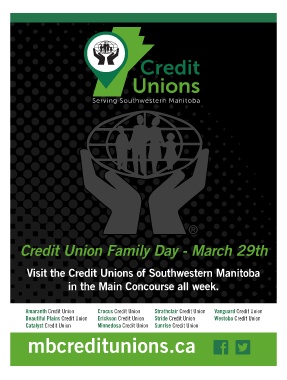 Credit
Unions
Serving Southwestern Manitoba
®
Credit Union Family Day - March 29th
Visit the Credit Unions of Southwestern Manitoba
in the Main Concourse all week.
Amaranth Credit Union
Beautiful Plains Credit Union
Catalyst Credit Union
Crocus Credit Union
Erickson Credit Union
Minnedosa Credit Union
Strathclair Credit Union
Stride Credit Union
Sunrise Credit Union
Vanguard Credit Union
Westoba Credit Union
mbcreditunions.ca